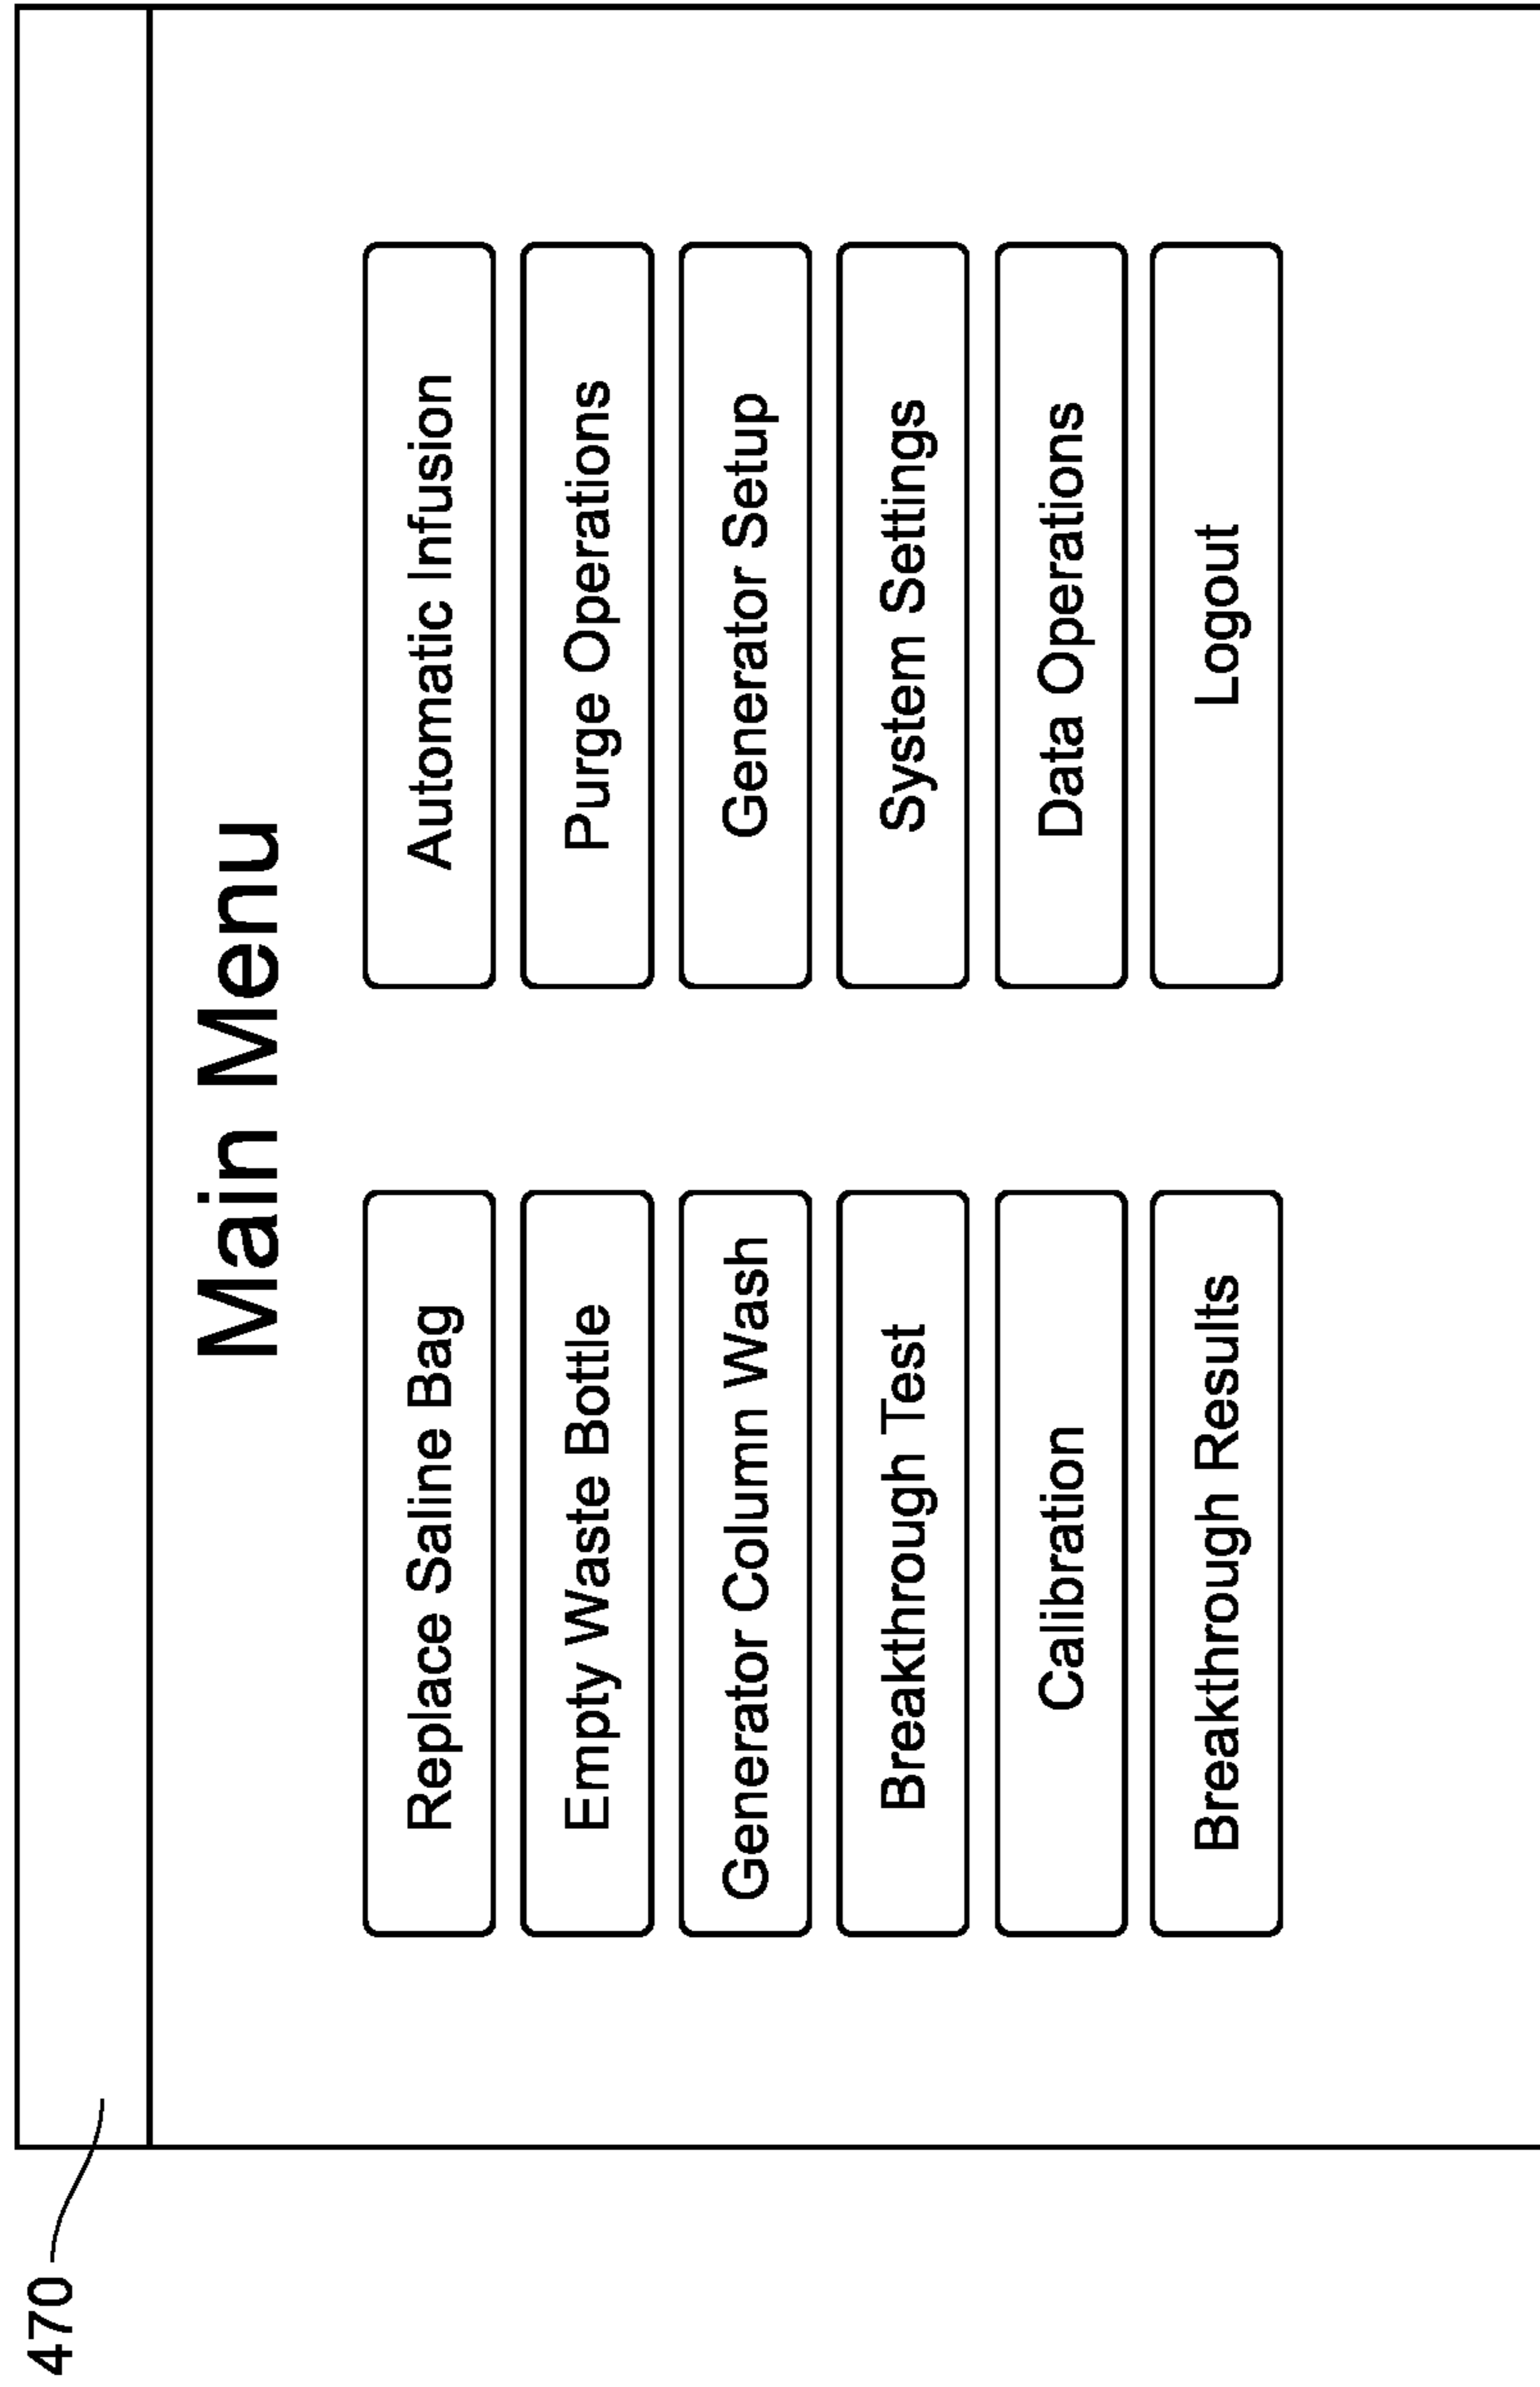 470
Main Menu
Replace Saline Bag
Automatic Infusion
Empty Waste Bottle
Purge Operations
Generator Column Wash
Generator Setup
Breakthrough Test
System Settings
Calibration
Data Operations
Breakthrough Results
Logout